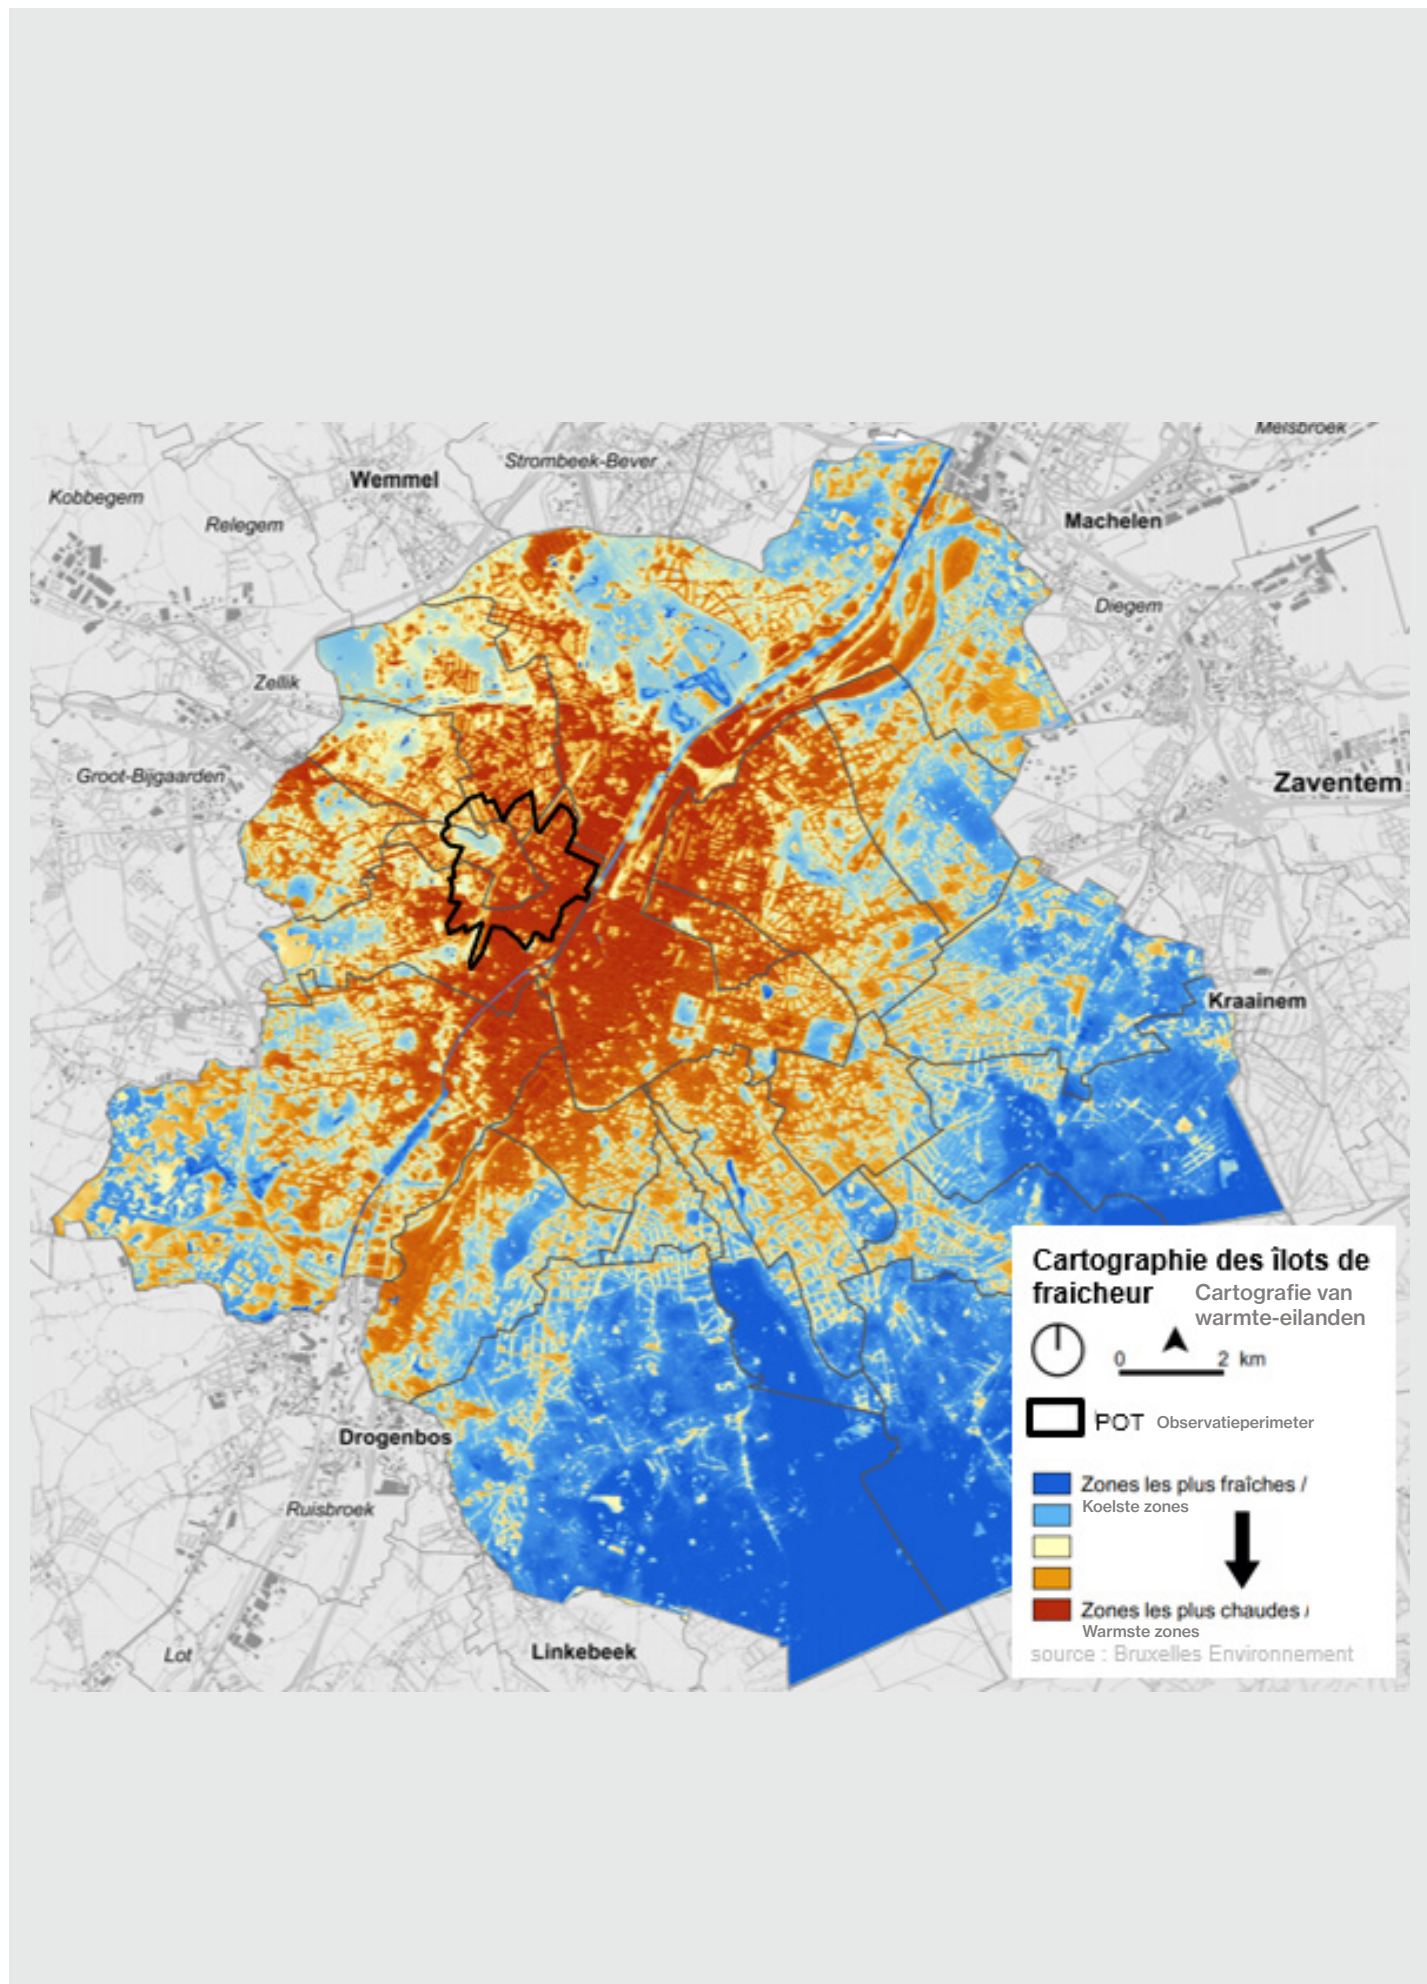 Meisbroek
Strombeek-Bever
Wemmel
Kobbegem
Relegem
Machelen
Diegem
Zellik
Groot-Bijgaarden
Zaventem
Kraainem
Cartographie des îlots de
fraicheur
Cartografie van
warmte-eilanden
0 2 km
POT Observatieperimeter
Drogenbos
Zones les plus fraîches /
Koelste zones
Ruisbroek
Zones les plus chaudes /
Warmste zones
Linkebeek
Lot
source : Bruxelles Environnement